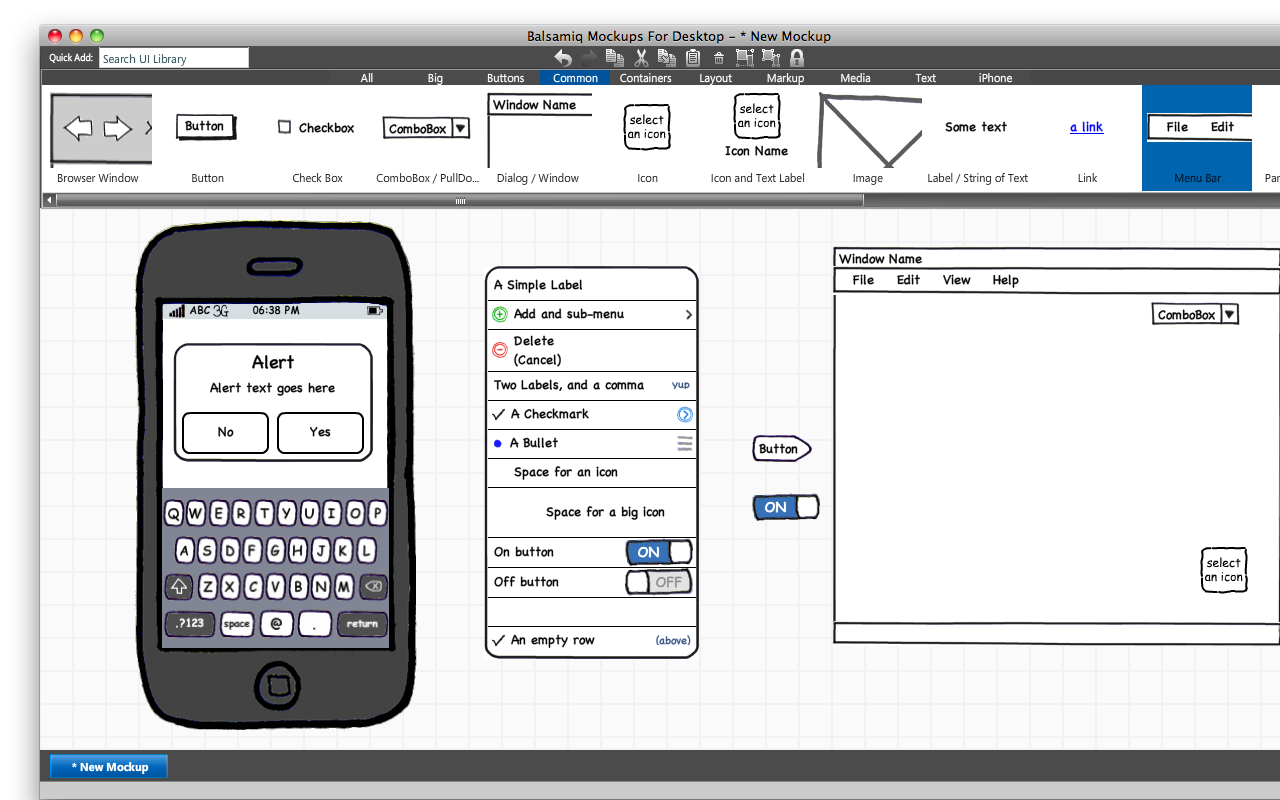 Balsamiq Mockups For Desktop - * New Mockup
Quick Add: Search UI Library
All Big Buttons Common Containers Layout Markup Media Text iPhone
Button
Checkbox
ComboBox
Window Name
select
an icon
select
an icon
Icon Name
Some text
a link
File Edit
Browser Window
Button
Check Box
ComboBox / PullDo...
Dialog / Window
Icon
Icon and Text Label
Image
Label / String of Text
Link
Menu Bar
Par
ABC 3G 06:38 PM
Alert
Alert text goes here
No Yes
Q W E R T Y U I O P
A S D F G H J K L
Z X C V B N M
.?123 space @ . return
A Simple Label
Add and sub-menu
Delete
(Cancel)
Two Labels, and a comma yup
A Checkmark
A Bullet
Space for an icon
Space for a big icon
On button ON
Off button OFF
An empty row (above)
Button
ON
Window Name
File Edit View Help
ComboBox
select
an icon
* New Mockup